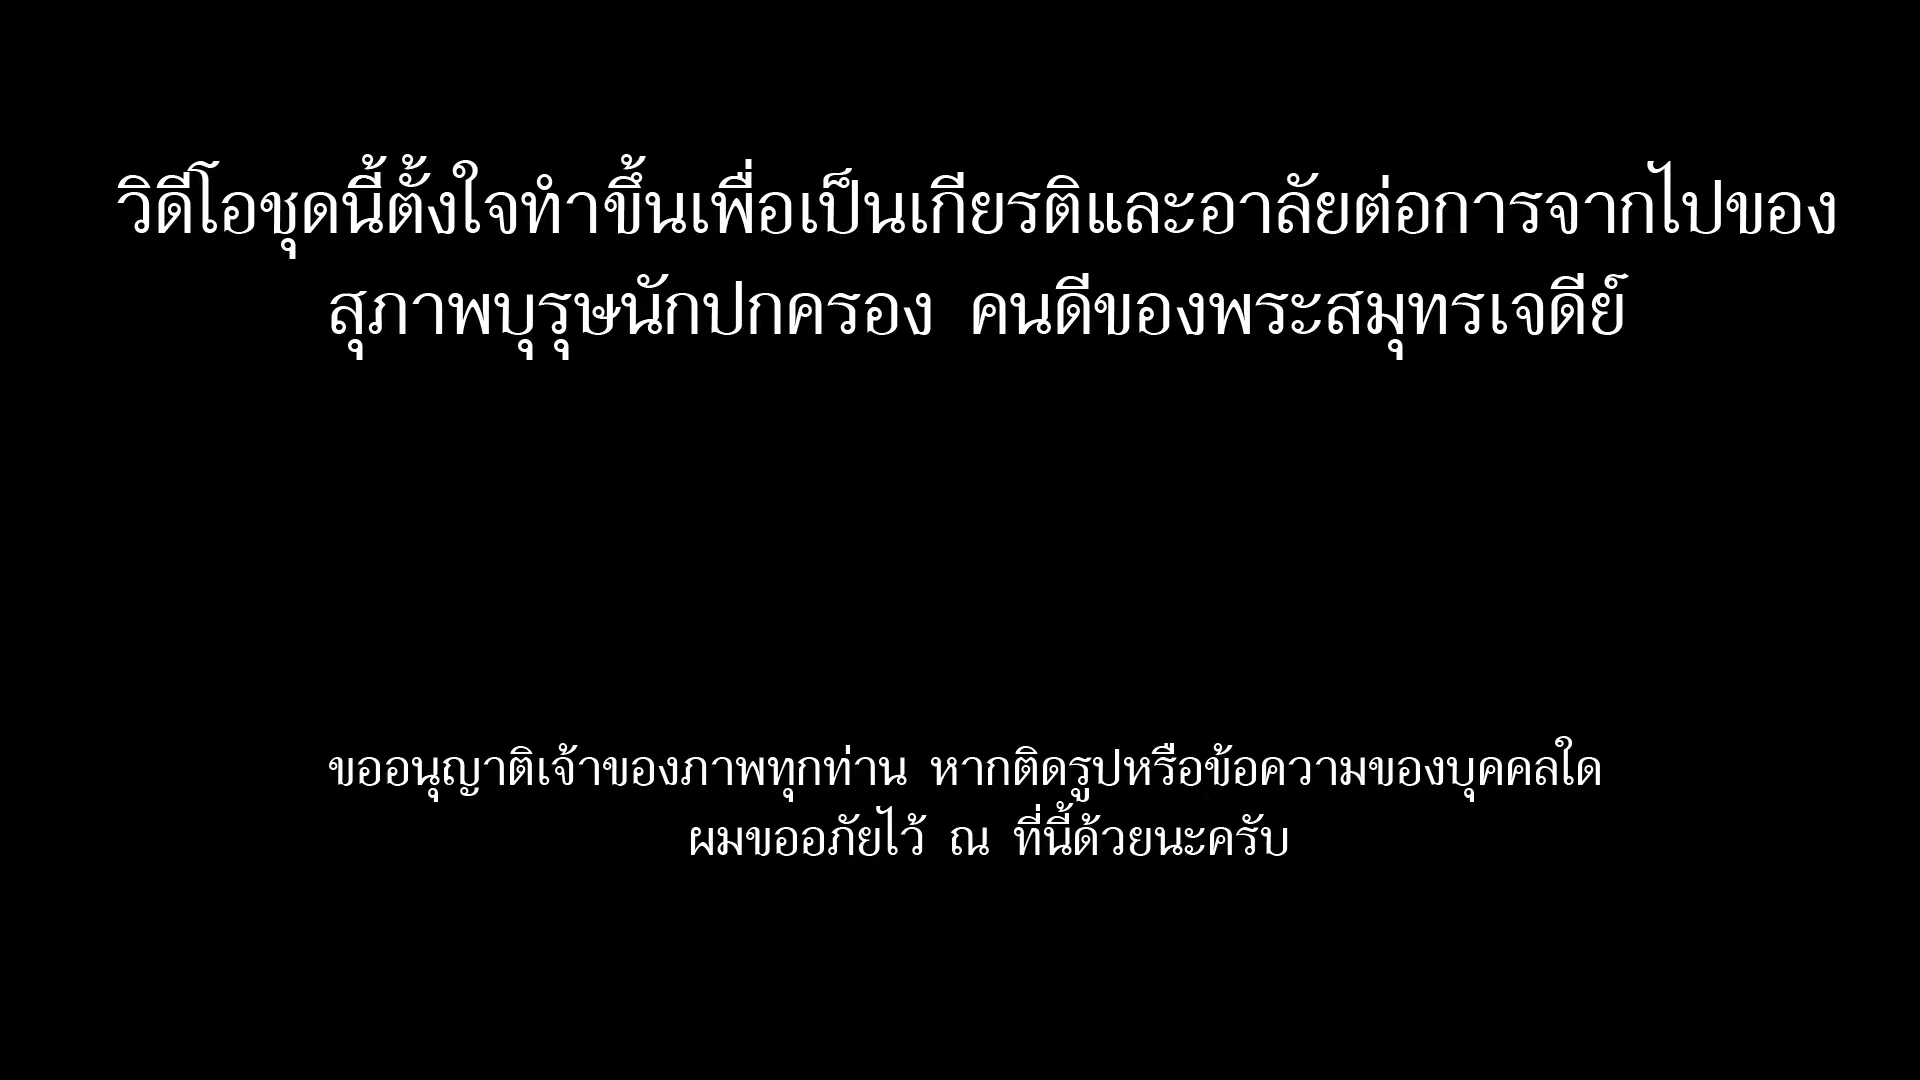 วิดีโอชุดนี้ตั้งใจทำขึ้นเพื่อเป็นเกียรติและอาลัยต่อการจากไปของ
สุภาพบุรุษนักปกครอง คนดีของพระสมุทรเจดีย์
ขออนุญาติเจ้าของภาพทุกท่าน หากติดรูปหรือข้อความของบุคคลใด
ผมขออภัยไว้ ณ ที่นี้ด้วยนะครับ